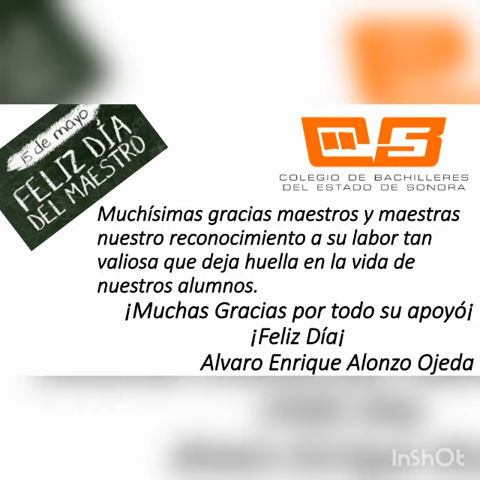 15 de mayo
FELIZ DÍA
DEL MAESTRO
COLEGIO DE BACHILLERES
DEL ESTADO DE SONORA
Muchísimas gracias maestros y maestras
nuestro reconocimiento a su labor tan
valiosa que deja huella en la vida de
nuestros alumnos.
¡Muchas Gracias por todo su apoyó¡
¡Feliz Día¡
Alvaro Enrique Alonzo Ojeda
InShOt